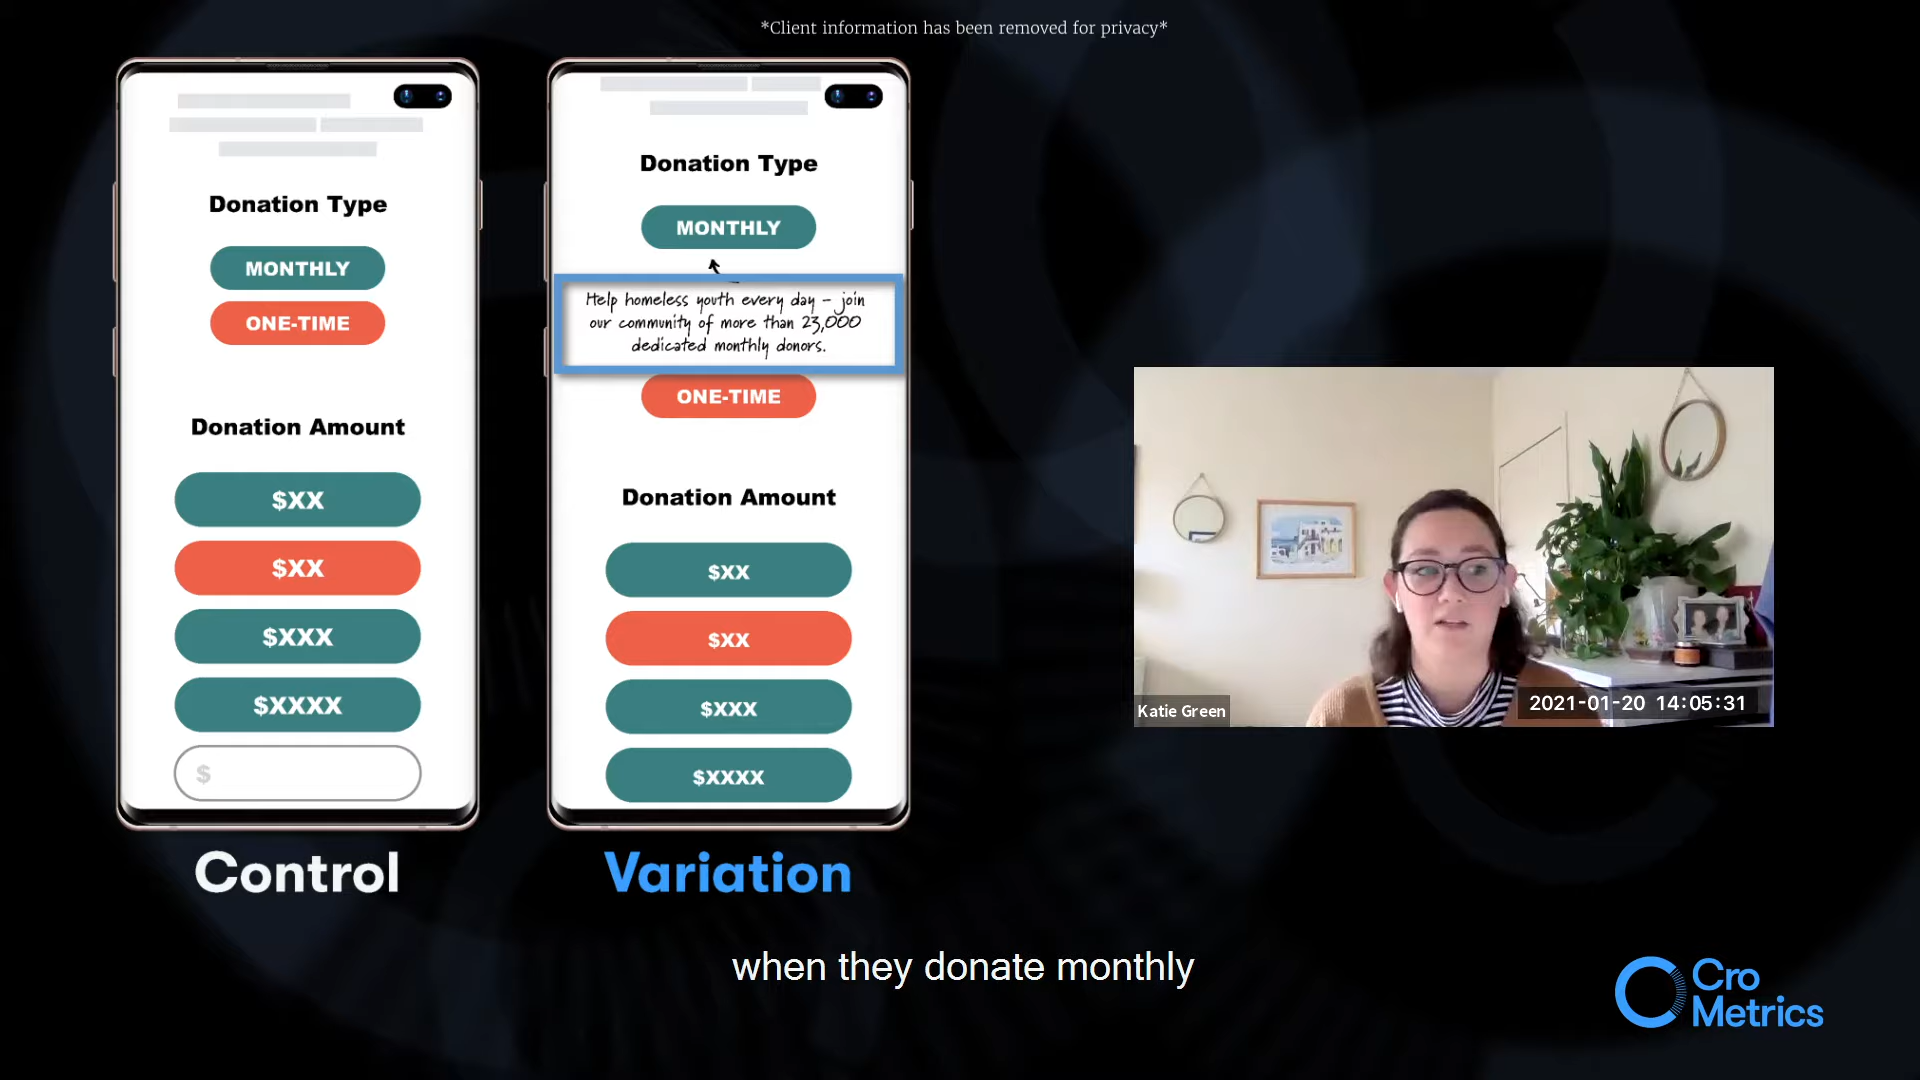 *Client information has been removed for privacy*
Donation Type
MONTHLY
ONE-TIME
Donation Amount
$XX
$XX
$XXX
$XXXX
$
Control
Donation Type
MONTHLY
Help homeless youth every day – join
our community of more than 23,000
dedicated monthly donors.
ONE-TIME
Donation Amount
$XX
$XX
$XXX
$XXXX
Variation
Katie Green
2021-01-20 14:05:31
when they donate monthly
Cro
Metrics